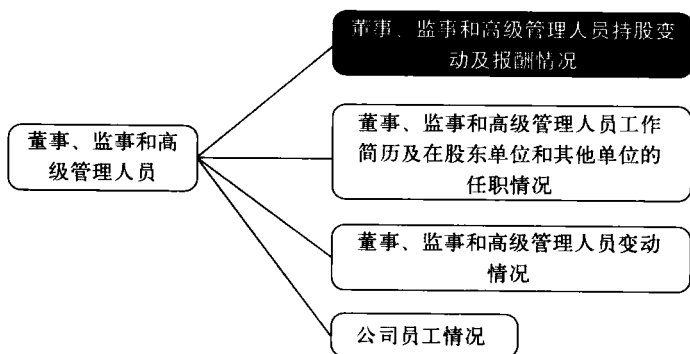 董事、监事和高级管理人员持股变
动及报酬情况
董事、监事和高级管理人员工作
简历及在股东单位和其他单位的
任职情况
董事、监事和高
级管理人员
董事、监事和高级管理人员变动
情况
公司员工情况